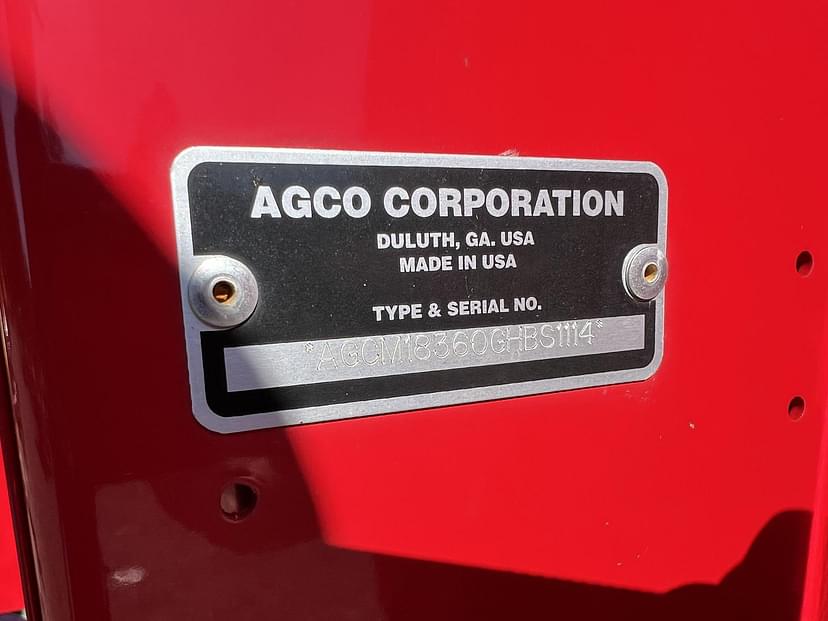 AGCO CORPORATION
DULUTH, GA. USA
MADE IN USA
TYPE & SERIAL NO.
*AGCM18360GHBS1114*